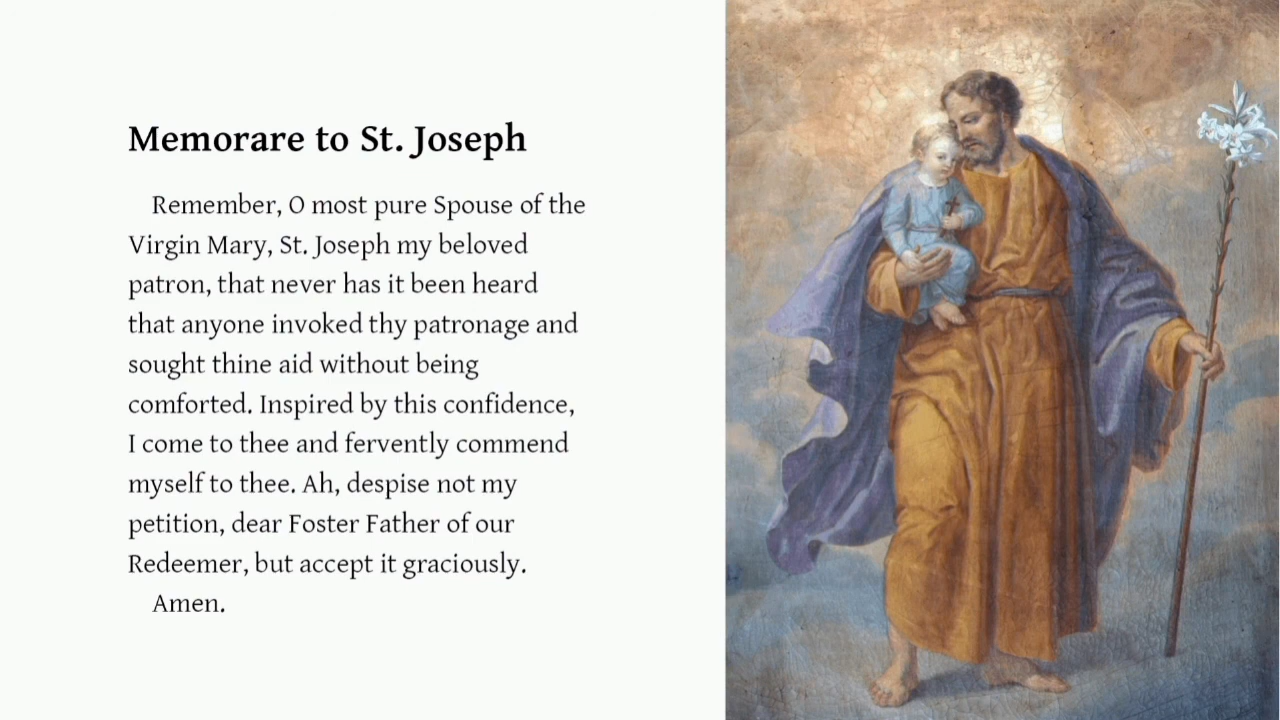 Memorare to St. Joseph
Remember, O most pure Spouse of the
Virgin Mary, St. Joseph my beloved
patron, that never has it been heard
that anyone invoked thy patronage and
sought thine aid without being
comforted. Inspired by this confidence,
I come to thee and fervently commend
myself to thee. Ah, despise not my
petition, dear Foster Father of our
Redeemer, but accept it graciously.
Amen.